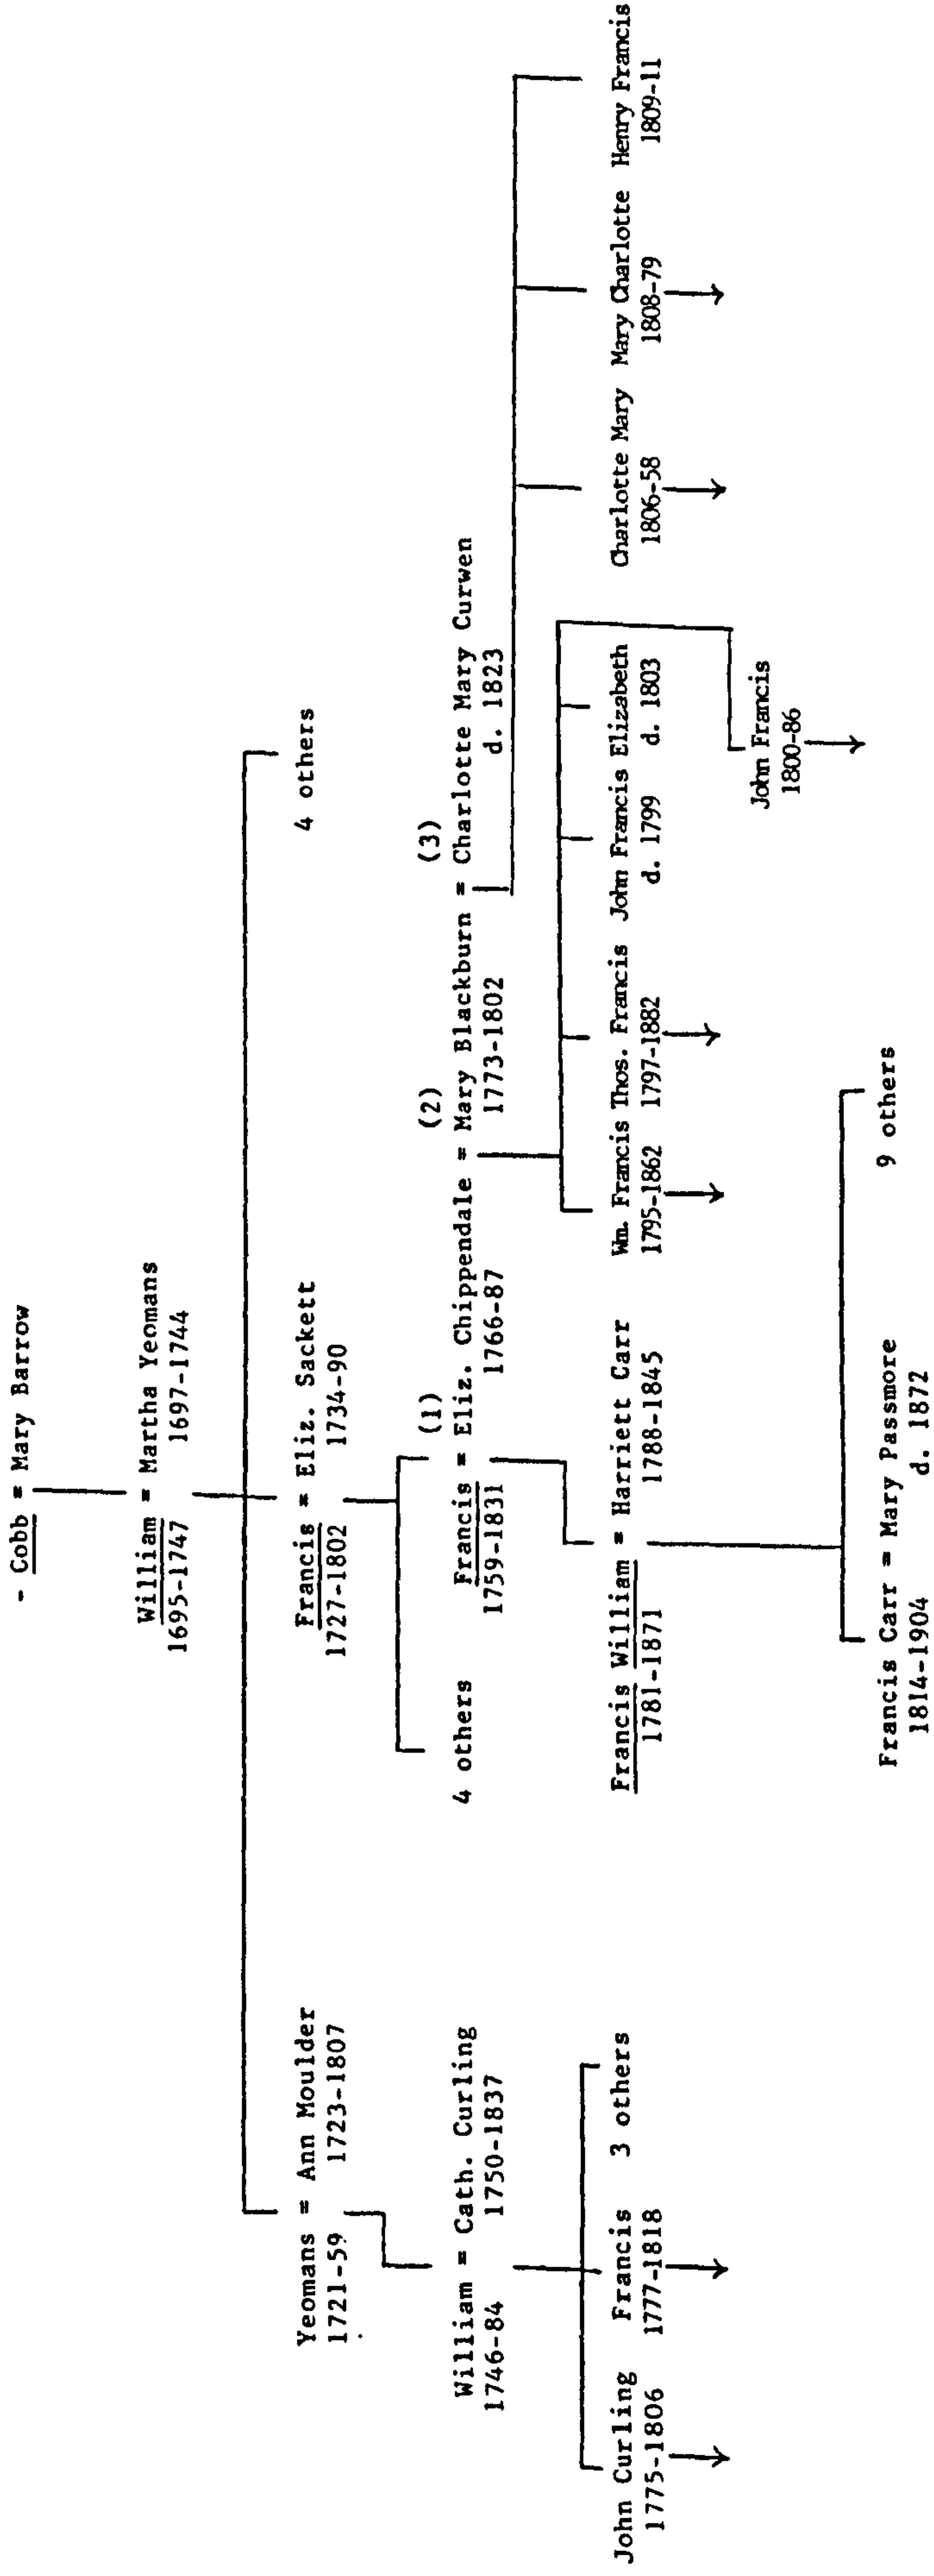 - Cobb = Mary Barrow
William = Martha Yeomans
1695-1747 1697-1744
Yeomans = Ann Moulder
1721-59 1723-1807
Francis = Eliz. Sackett
1727-1802 1734-90
4 others
William = Cath. Curling
1746-84 1750-1837
4 others
(1) (2) (3)
Francis = Eliz. Chippendale = Mary Blackburn = Charlotte Mary Curwen
1759-1831 1766-87 1773-1802 d. 1823
John Curling
1775-1806
Francis
1777-1818
3 others
Francis William = Harriett Carr
1781-1871 1788-1845
Wm. Francis
1795-1862
Thos. Francis
1797-1882
John Francis
d. 1799
Elizabeth
d. 1803
Charlotte Mary
1806-58
Mary Charlotte
1808-79
Henry Francis
1809-11
John Francis
1800-86
Francis Carr = Mary Passmore
1814-1904 d. 1872
9 others